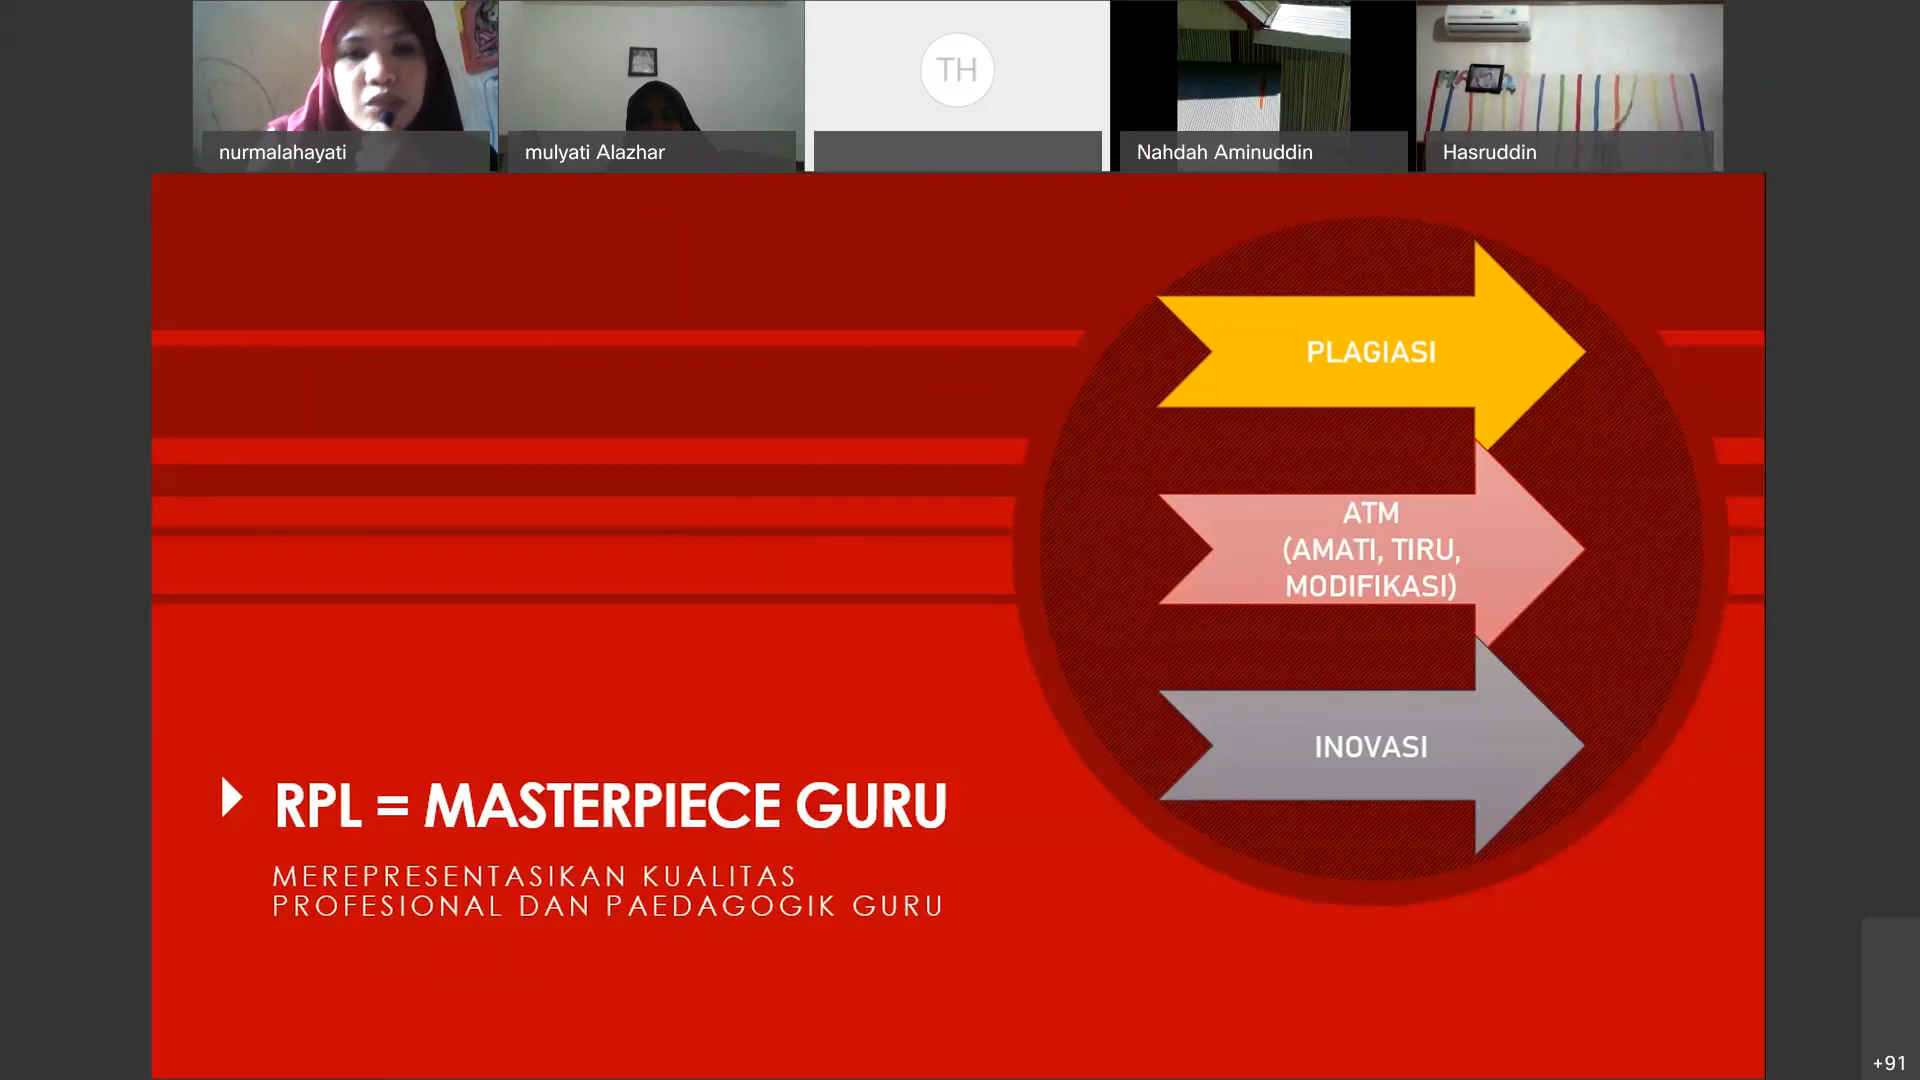 nurmalahayati
mulyati Alazhar
TH
Nahdah Aminuddin
Hasruddin
PLAGIASI
ATM
(AMATI, TIRU,
MODIFIKASI)
INOVASI
RPL = MASTERPIECE GURU
MEREPRESENTASIKAN KUALITAS
PROFESIONAL DAN PAEDAGOGIK GURU
+91